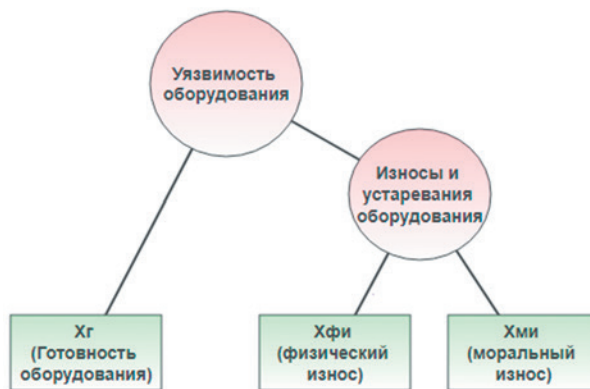 Уязвимость
оборудования
Износы и
устаревания
оборудования
Хг
(Готовность
оборудования)
Хфи
(физический
износ)
Хми
(моральный
износ)